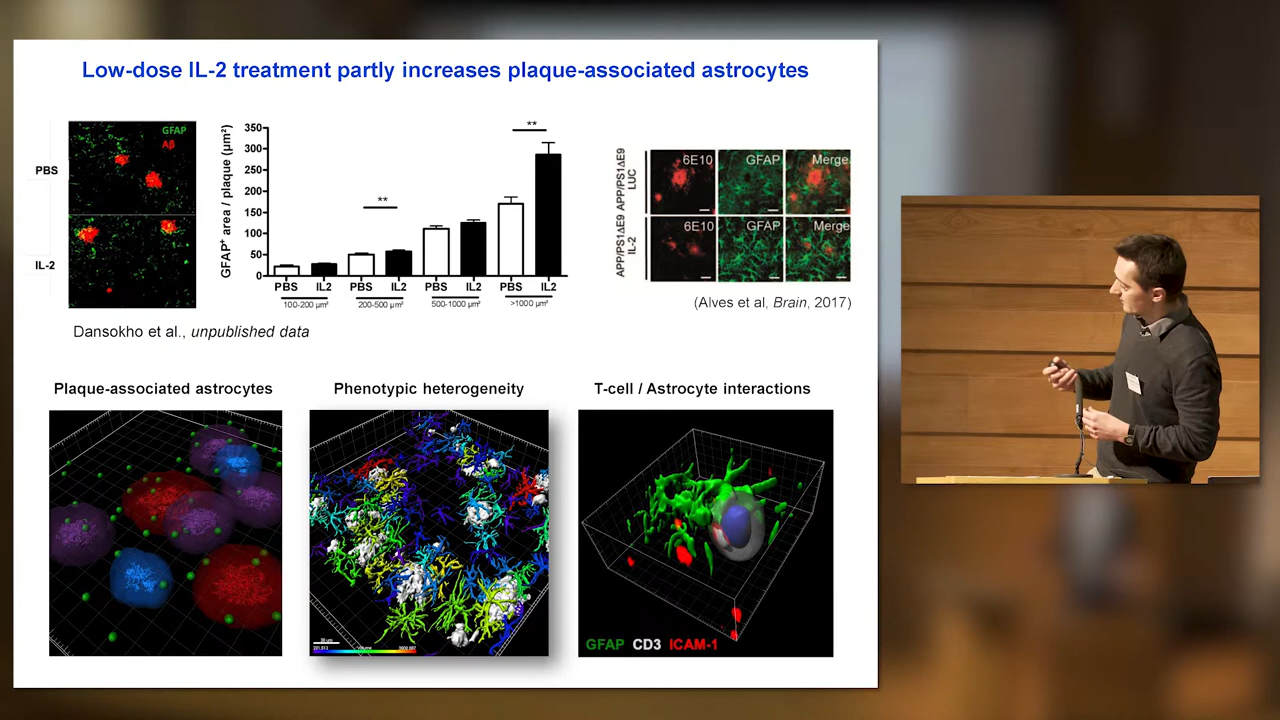 Low-dose IL-2 treatment partly increases plaque-associated astrocytes
GFAP
Aβ
PBS
IL-2
GFAP⁺ area / plaque (µm²)
350
300
250
200
150
100
50
0
**
**
PBS IL2 PBS IL2 PBS IL2 PBS IL2
100-200 µm² 200-500 µm² 500-1000 µm² >1000 µm²
Dansokho et al., unpublished data
APP/PS1ΔE9
LUC
6E10 GFAP Merge
APP/PS1ΔE9
IL-2
6E10 GFAP Merge
(Alves et al, Brain, 2017)
Plaque-associated astrocytes
Phenotypic heterogeneity
Volume
T-cell / Astrocyte interactions
GFAP CD3 ICAM-1